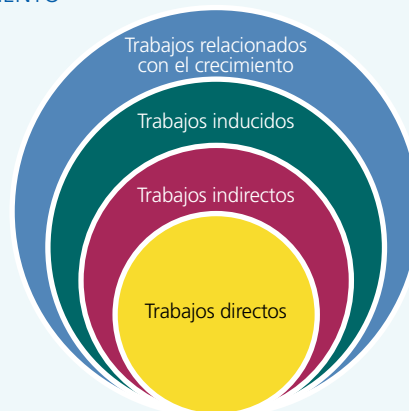 Trabajos relacionados
con el crecimiento
Trabajos inducidos
Trabajos indirectos
Trabajos directos